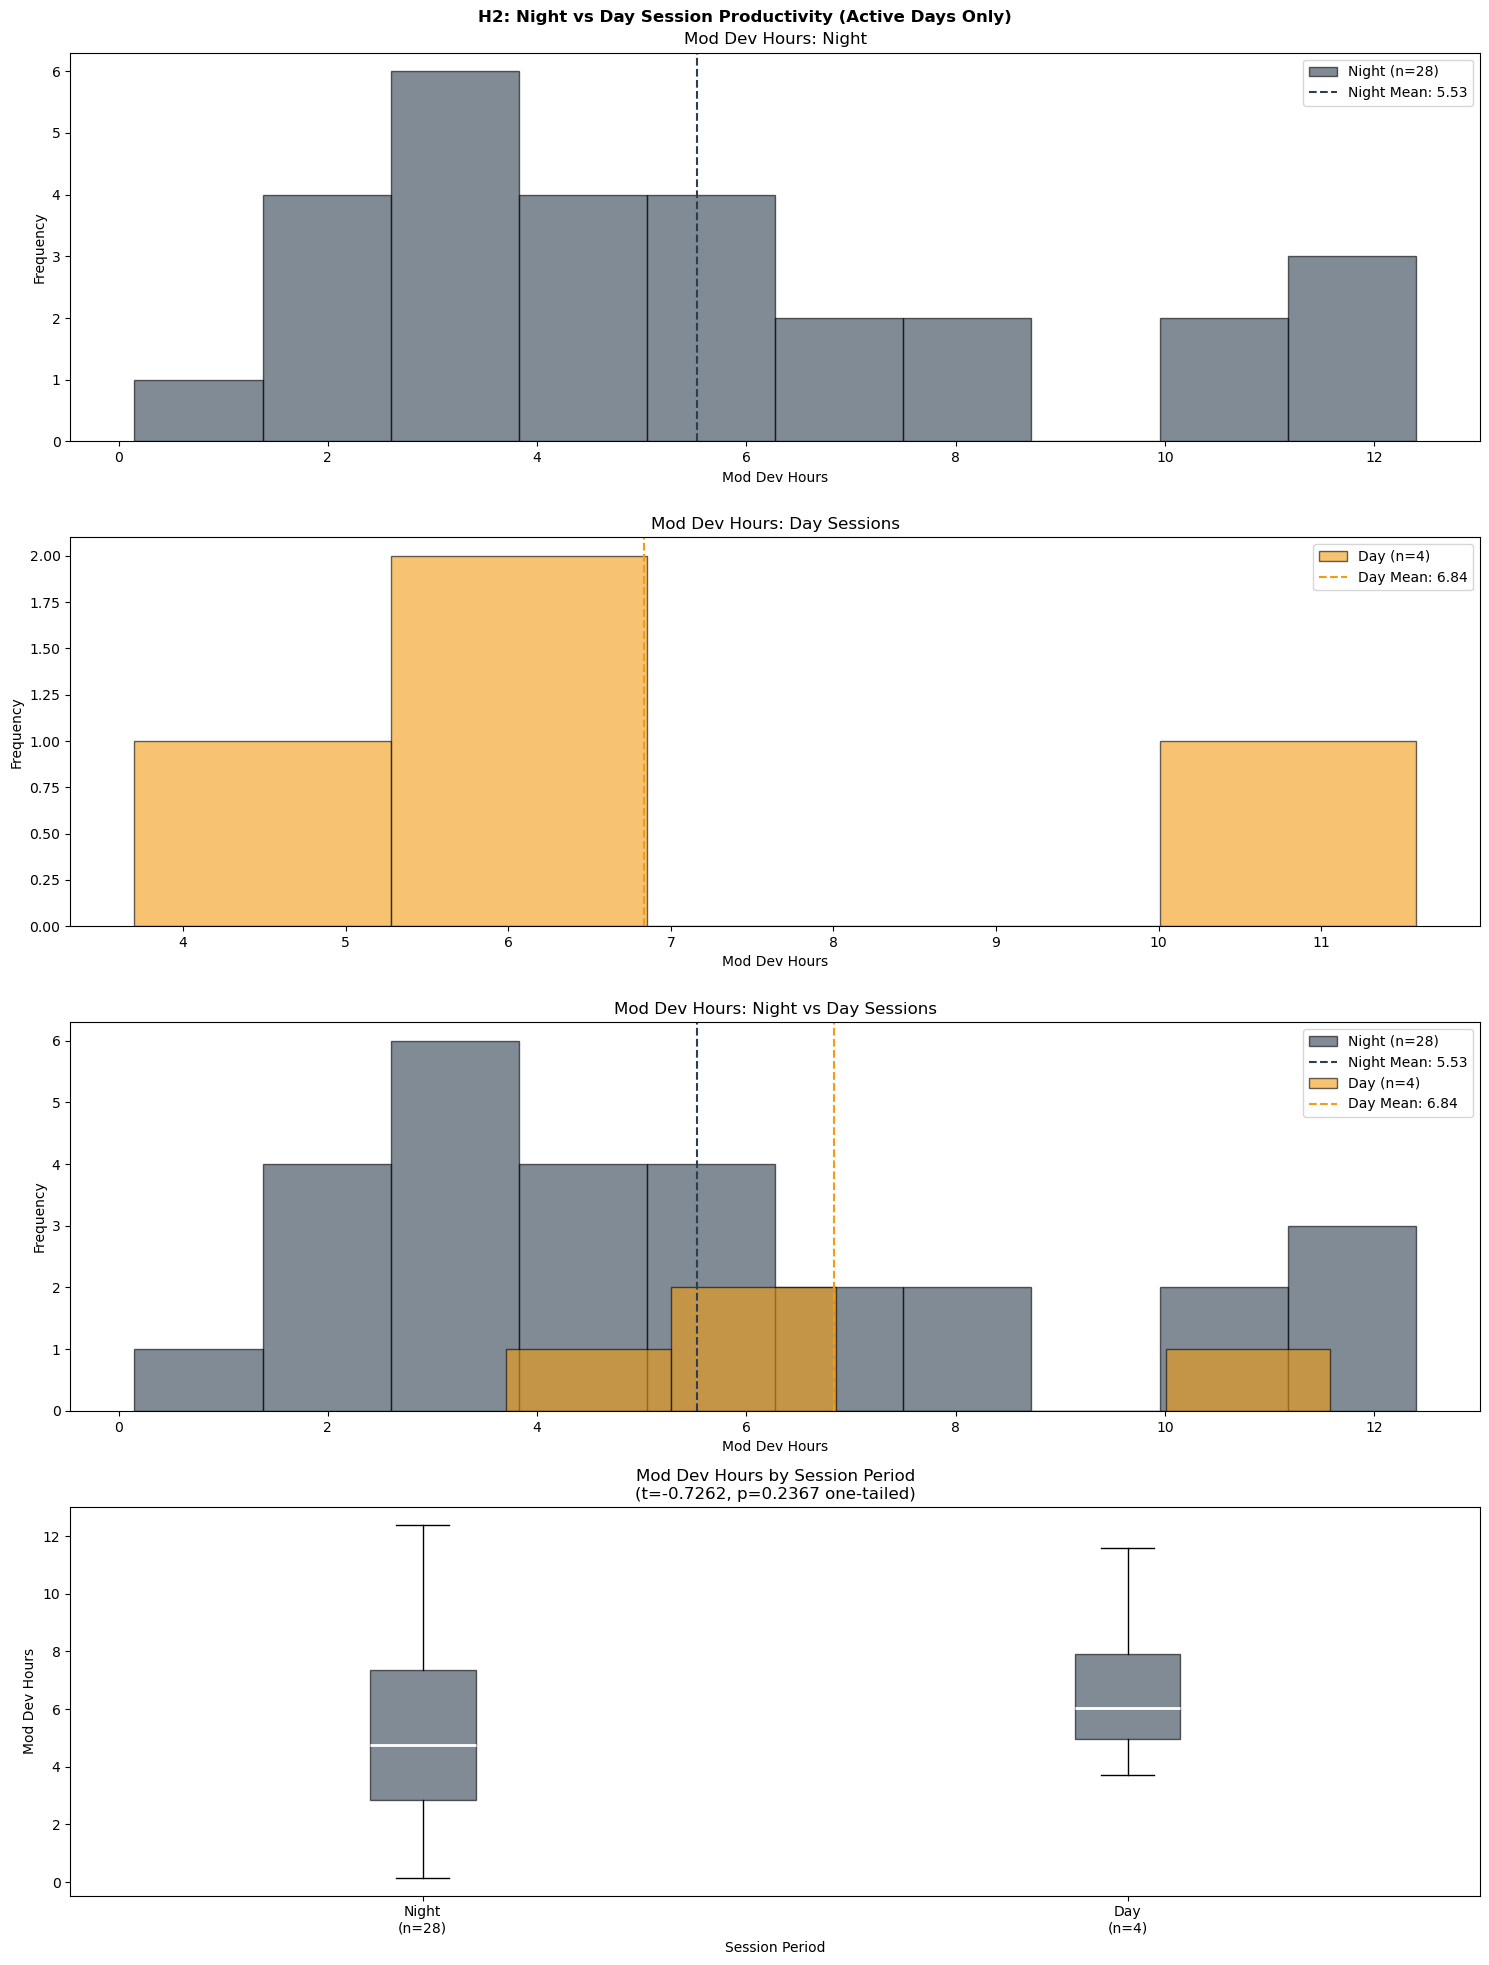 H2: Night vs Day Session Productivity (Active Days Only)
Mod Dev Hours: Night
Night (n=28)
Night Mean: 5.53
Frequency
6
5
4
3
2
1
0
0 2 4 6 8 10 12
Mod Dev Hours
Mod Dev Hours: Day Sessions
Day (n=4)
Day Mean: 6.84
Frequency
2.00
1.75
1.50
1.25
1.00
0.75
0.50
0.25
0.00
4 5 6 7 8 9 10 11
Mod Dev Hours
Mod Dev Hours: Night vs Day Sessions
Night (n=28)
Night Mean: 5.53
Day (n=4)
Day Mean: 6.84
Frequency
6
5
4
3
2
1
0
0 2 4 6 8 10 12
Mod Dev Hours
Mod Dev Hours by Session Period
(t=-0.7262, p=0.2367 one-tailed)
Mod Dev Hours
12
10
8
6
4
2
0
Night Day
(n=28) (n=4)
Session Period